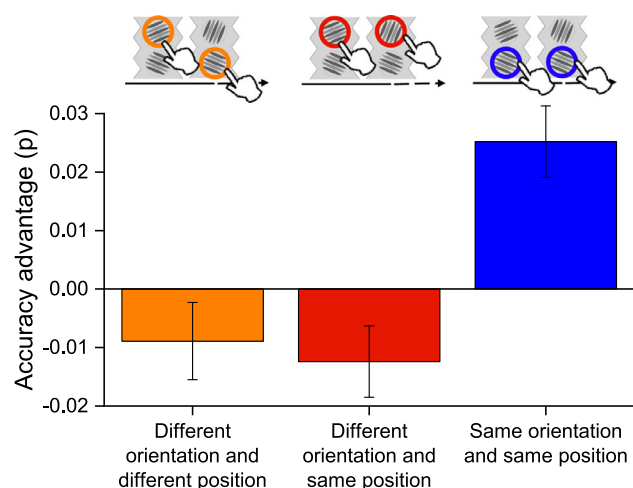 Accuracy advantage (p)
0.03
0.02
0.01
0.00
-0.01
-0.02
Different
orientation and
different position
Different
orientation and
same position
Same orientation
and same position